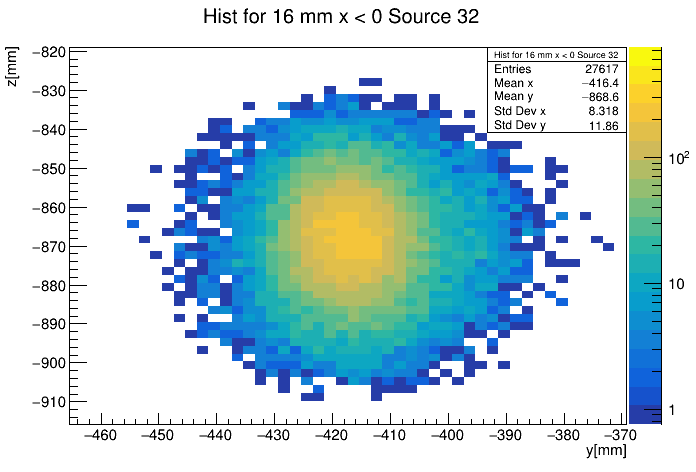 Hist for 16 mm x < 0 Source 32
z[mm]
Hist for 16 mm x < 0 Source 32
Entries 27617
Mean x −416.4
Mean y −868.6
Std Dev x 8.318
Std Dev y 11.86
−820
−830
−840
−850
−860
−870
−880
−890
−900
−910
10²
10
1
−460 −450 −440 −430 −420 −410 −400 −390 −380 −370
y[mm]